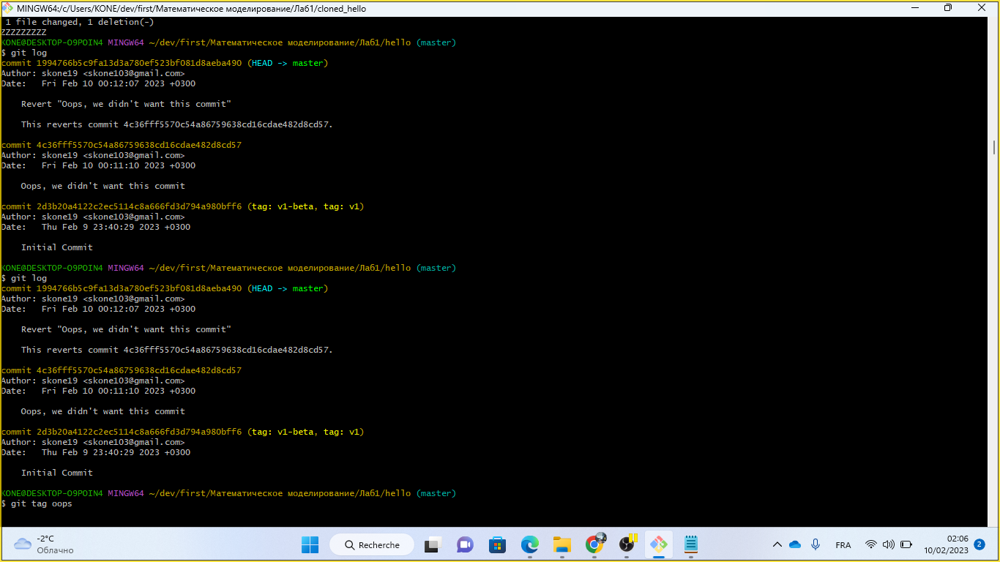 MINGW64:/c/Users/KONE/dev/first/Математическое моделирование/Лаб1/cloned_hello
1 file changed, 1 deletion(-)
ZZZZZZZZZ
KONE@DESKTOP-O9POIN4 MINGW64 ~/dev/first/Математическое моделирование/Лаб1/hello (master)
$ git log
commit 1994766b5c9fa13d3a780ef523bf081d8aeba490 (HEAD -> master)
Author: skone19 <skone103@gmail.com>
Date:   Fri Feb 10 00:12:07 2023 +0300
Revert "Oops, we didn't want this commit"
This reverts commit 4c36fff5570c54a86759638cd16cdae482d8cd57.
commit 4c36fff5570c54a86759638cd16cdae482d8cd57
Author: skone19 <skone103@gmail.com>
Date:   Fri Feb 10 00:11:10 2023 +0300
Oops, we didn't want this commit
commit 2d3b20a4122c2ec5114c8a666fd3d794a980bff6 (tag: v1-beta, tag: v1)
Author: skone19 <skone103@gmail.com>
Date:   Thu Feb 9 23:40:29 2023 +0300
Initial Commit
KONE@DESKTOP-O9POIN4 MINGW64 ~/dev/first/Математическое моделирование/Лаб1/hello (master)
$ git log
commit 1994766b5c9fa13d3a780ef523bf081d8aeba490 (HEAD -> master)
Author: skone19 <skone103@gmail.com>
Date:   Fri Feb 10 00:12:07 2023 +0300
Revert "Oops, we didn't want this commit"
This reverts commit 4c36fff5570c54a86759638cd16cdae482d8cd57.
commit 4c36fff5570c54a86759638cd16cdae482d8cd57
Author: skone19 <skone103@gmail.com>
Date:   Fri Feb 10 00:11:10 2023 +0300
Oops, we didn't want this commit
commit 2d3b20a4122c2ec5114c8a666fd3d794a980bff6 (tag: v1-beta, tag: v1)
Author: skone19 <skone103@gmail.com>
Date:   Thu Feb 9 23:40:29 2023 +0300
Initial Commit
KONE@DESKTOP-O9POIN4 MINGW64 ~/dev/first/Математическое моделирование/Лаб1/hello (master)
$ git tag oops
-2°C
Облачно
Recherche
FRA
02:06
10/02/2023
2